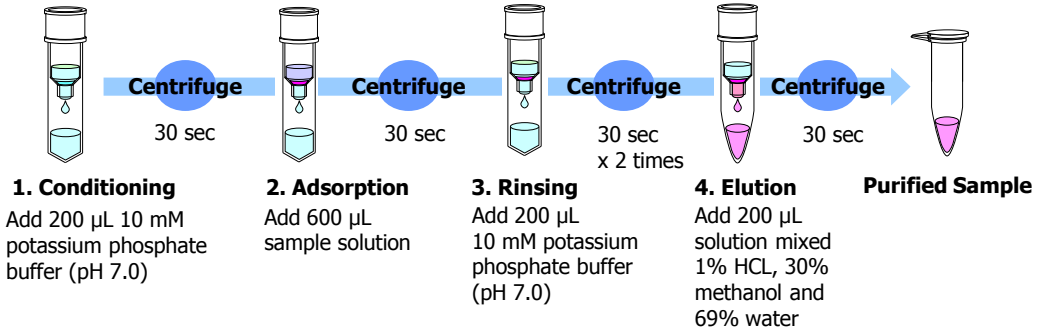 Centrifuge
Centrifuge
Centrifuge
Centrifuge
30 sec
30 sec
30 sec
x 2 times
30 sec
1. Conditioning
Add 200 µL 10 mM
potassium phosphate
buffer (pH 7.0)
2. Adsorption
Add 600 µL
sample solution
3. Rinsing
Add 200 µL
10 mM potassium
phosphate buffer
(pH 7.0)
4. Elution
Add 200 µL
solution mixed
1% HCL, 30%
methanol and
69% water
Purified Sample